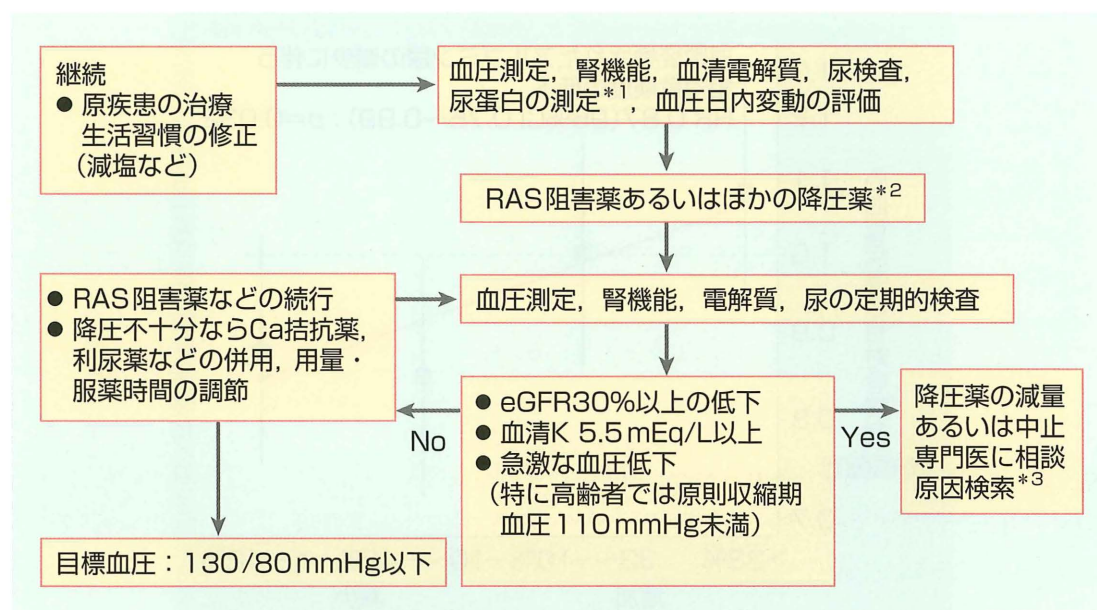 継続
● 原疾患の治療
生活習慣の修正
（減塩など）
血圧測定，腎機能，血清電解質，尿検査，
尿蛋白の測定*1，血圧日内変動の評価
RAS阻害薬あるいはほかの降圧薬*2
● RAS阻害薬などの続行
● 降圧不十分ならCa拮抗薬，
利尿薬などの併用，用量・
服薬時間の調節
血圧測定，腎機能，電解質，尿の定期的検査
No
● eGFR30%以上の低下
● 血清K 5.5mEq/L以上
● 急激な血圧低下
（特に高齢者では原則収縮期
血圧110mmHg未満）
Yes
降圧薬の減量
あるいは中止
専門医に相談
原因検索*3
目標血圧：130/80mmHg以下